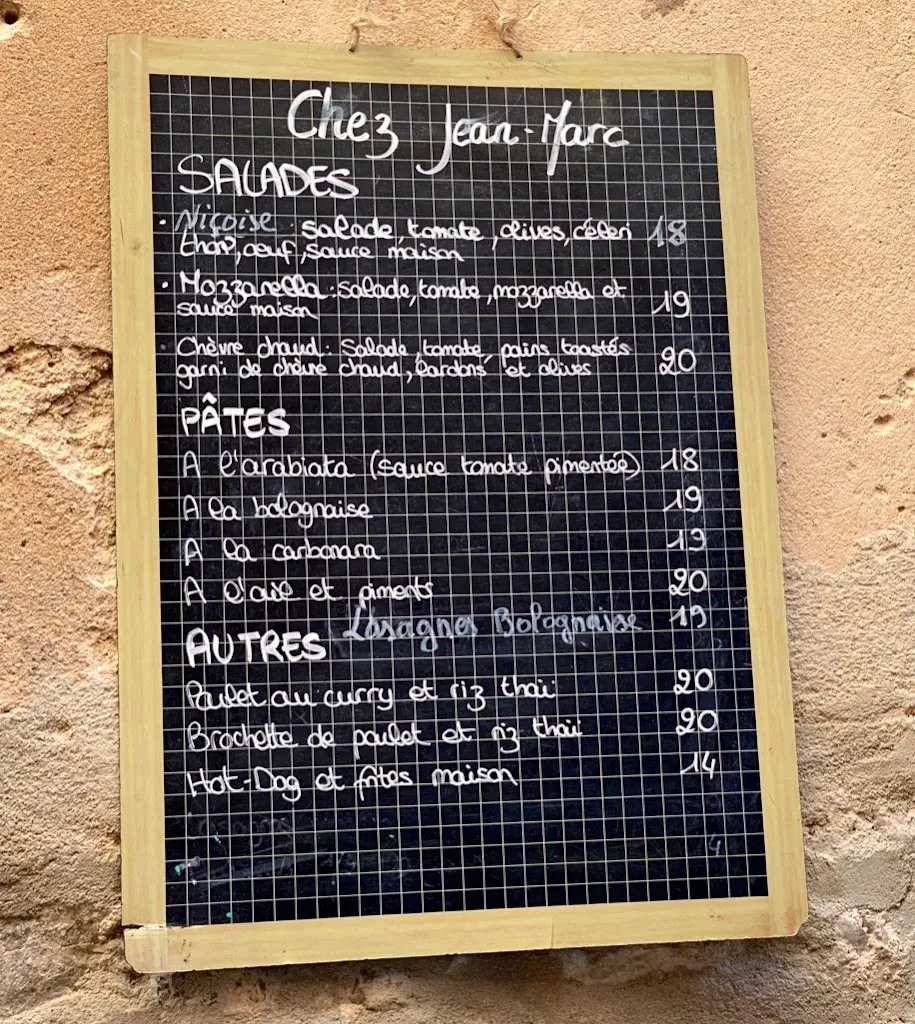 Chez Jean-Marc
SALADES
• Niçoise : salade, tomate, olives, céleri 18
thon, œuf, sauce maison
• Mozzarella : salade, tomate, mozzarella et 19
sauce maison
• Chèvre chaud : Salade, tomate, pains toastés 20
garni de chèvre chaud, lardons et olives
PÂTES
A l'arabiata (sauce tomate pimentée) 18
A la bolognaise 19
A la carbonara 19
A l'ail et piments 20
Lasagnes Bolognaise 19
AUTRES
Poulet au curry et riz thaï 20
Brochette de poulet et riz thaï 20
Hot-Dog et frites maison 14